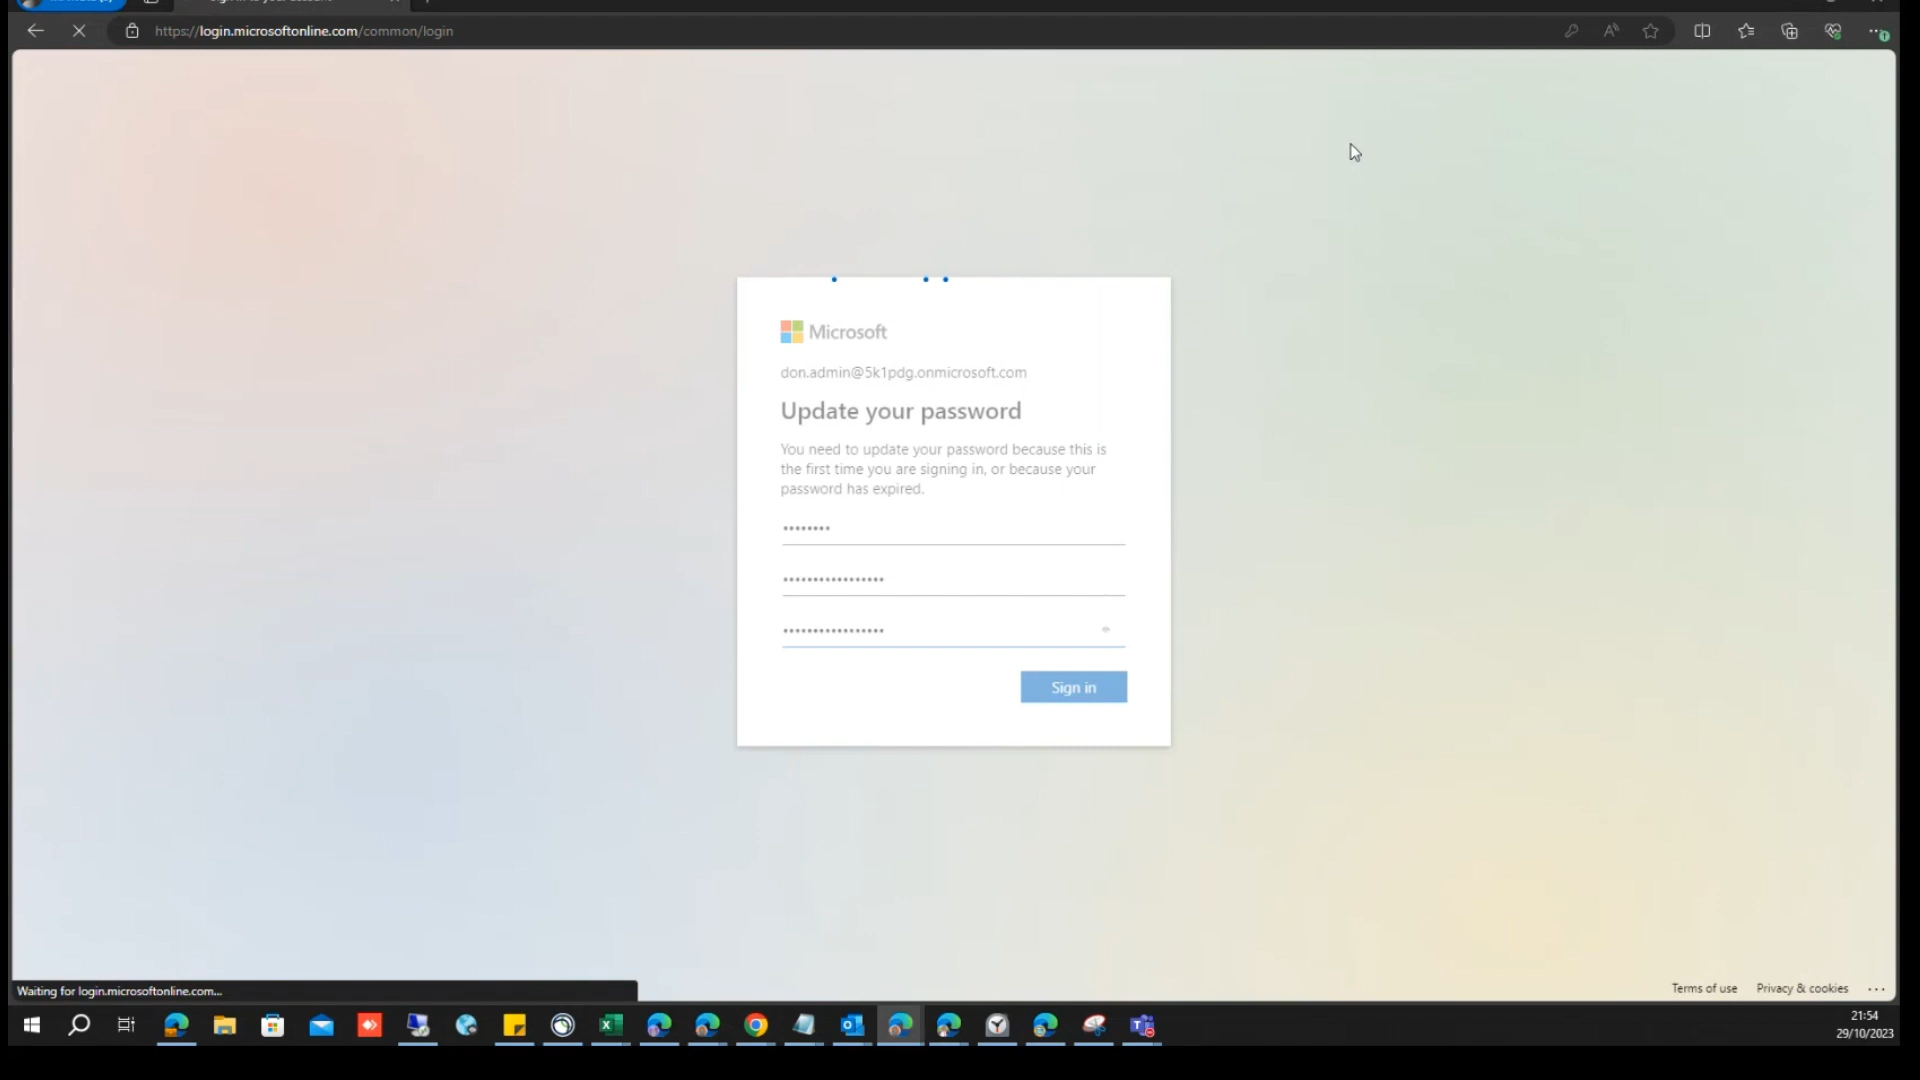 https://login.microsoftonline.com/common/login
Microsoft
don.admin@5k1pdg.onmicrosoft.com
Update your password
You need to update your password because this is
the first time you are signing in, or because your
password has expired.
Sign in
Waiting for login.microsoftonline.com...
Terms of use Privacy & cookies
21:54
29/10/2023